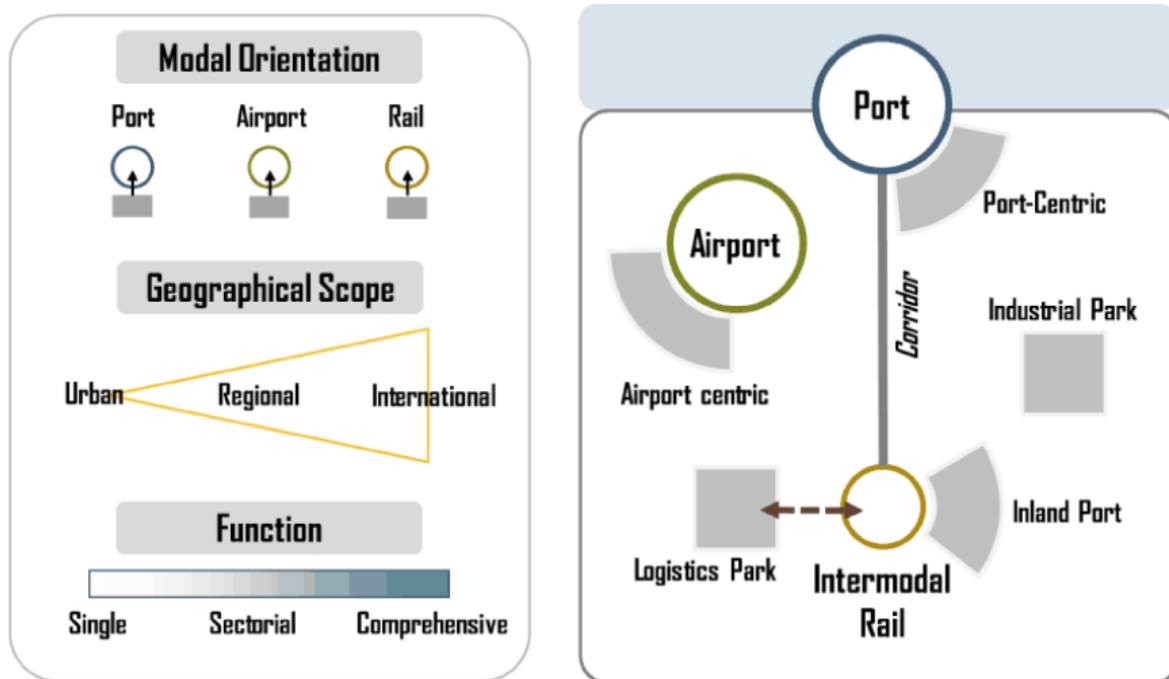 Modal Orientation
Port
Airport
Rail
Geographical Scope
Urban
Regional
International
Function
Single
Sectorial
Comprehensive
Port
Port-Centric
Airport
Airport centric
Corridor
Industrial Park
Logistics Park
Inland Port
Intermodal
Rail